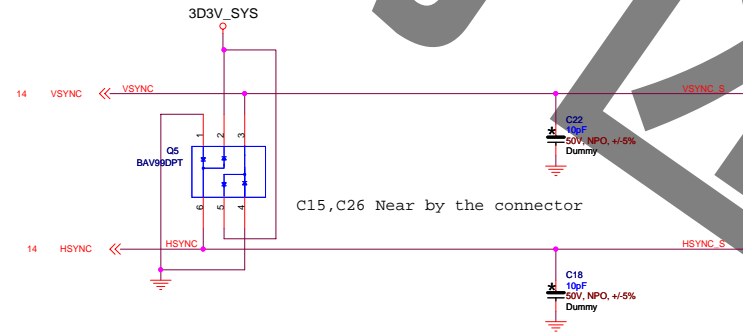 3D3V_SYS
14 VSYNC VSYNC VSYNC_S
C22
10pF
50V, NPO, +/-5%
Dummy
1 2 3
Q5
BAV99DPT
6 5 4
C15,C26 Near by the connector
14 HSYNC HSYNC HSYNC_S
C18
10pF
50V, NPO, +/-5%
Dummy